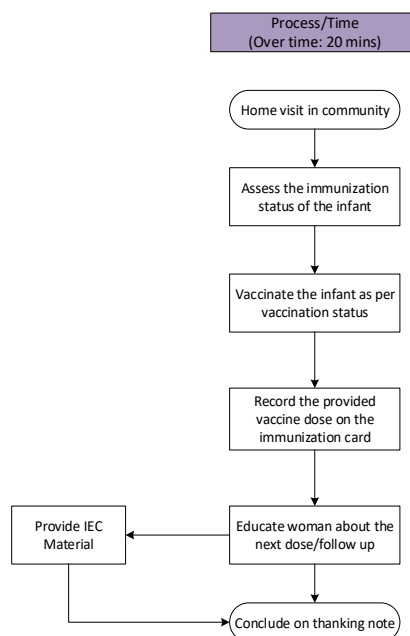 Process/Time
(Over time: 20 mins)
Home visit in community
Assess the immunization
status of the infant
Vaccinate the infant as per
vaccination status
Record the provided
vaccine dose on the
immunization card
Provide IEC
Material
Educate woman about the
next dose/follow up
Conclude on thanking note